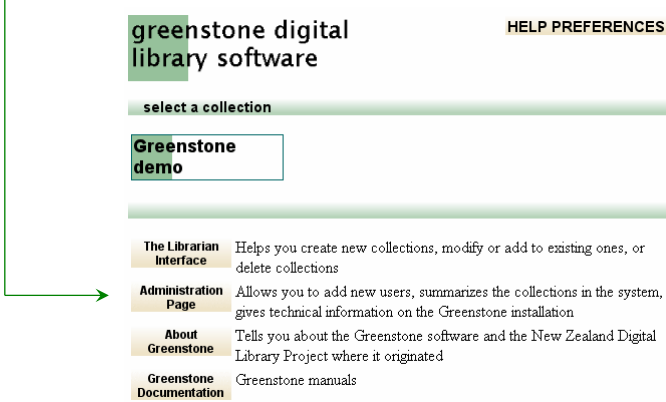 greenstone digital
library software
HELP PREFERENCES
select a collection
Greenstone
demo
The Librarian
Interface
Helps you create new collections, modify or add to existing ones, or
delete collections
Administration
Page
Allows you to add new users, summarizes the collections in the system,
gives technical information on the Greenstone installation
About
Greenstone
Tells you about the Greenstone software and the New Zealand Digital
Library Project where it originated
Greenstone
Documentation
Greenstone manuals